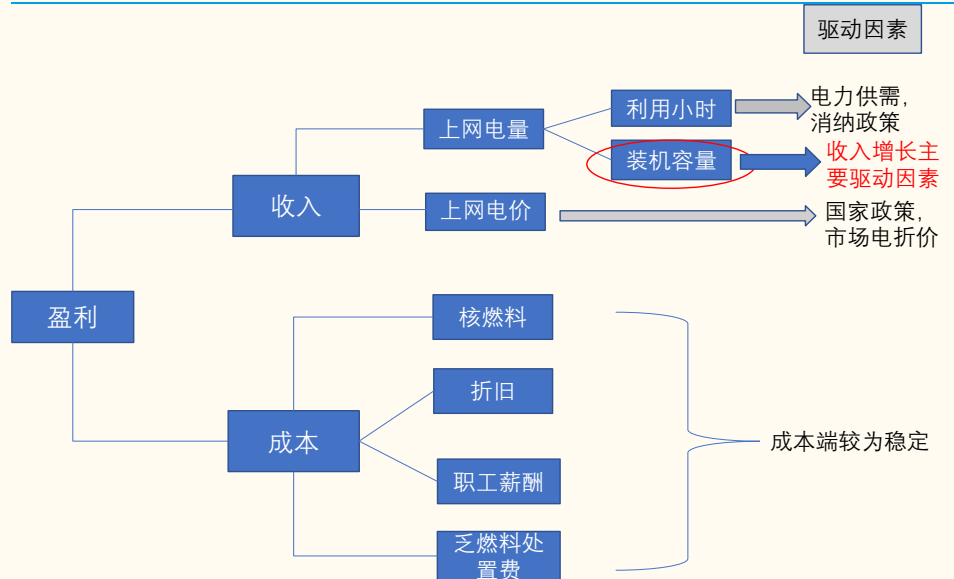 驱动因素
上网电量
利用小时
电力供需,
消纳政策
装机容量
收入增长主
要驱动因素
收入
上网电价
国家政策,
市场电折价
盈利
核燃料
折旧
成本
成本端较为稳定
职工薪酬
乏燃料处
置费